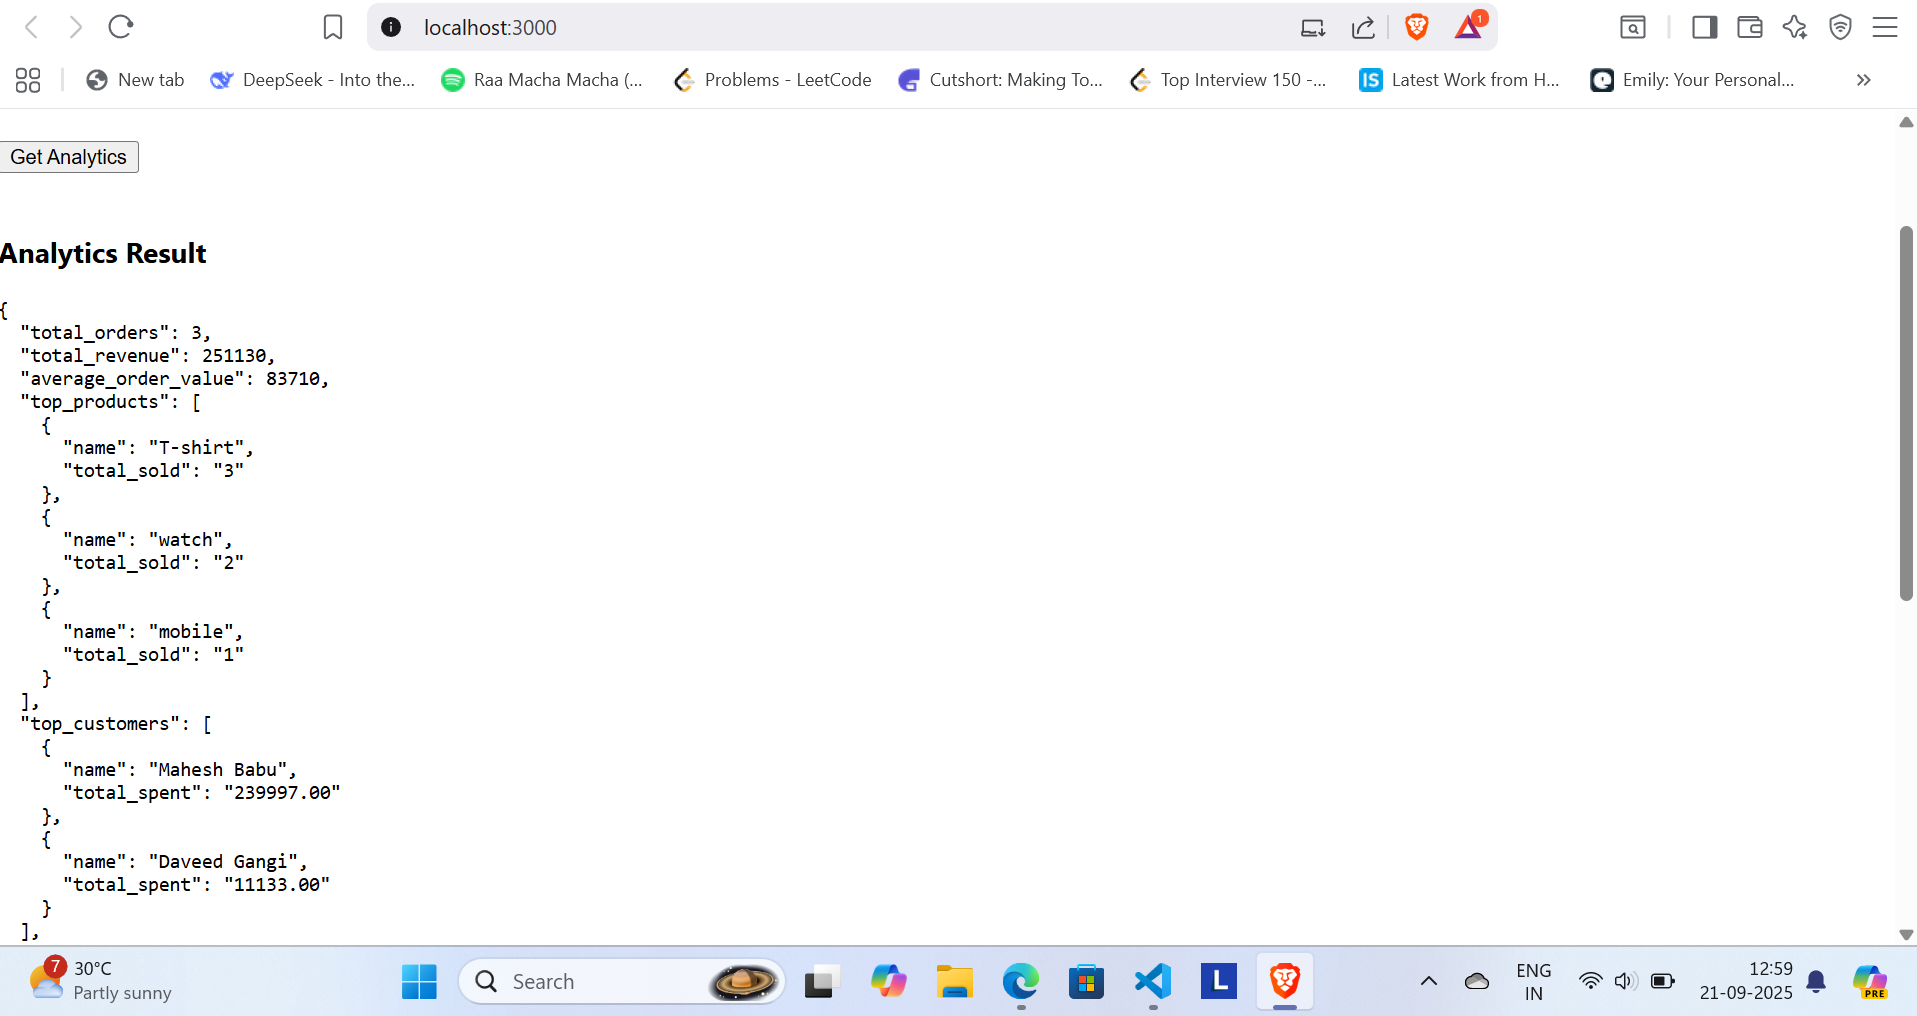 localhost:3000
1
New tab
DeepSeek - Into the...
Raa Macha Macha (...
Problems - LeetCode
Cutshort: Making To...
Top Interview 150 -...
IS
Latest Work from H...
Emily: Your Personal...
Get Analytics
Analytics Result
{
"total_orders": 3,
"total_revenue": 251130,
"average_order_value": 83710,
"top_products": [
{
"name": "T-shirt",
"total_sold": "3"
},
{
"name": "watch",
"total_sold": "2"
},
{
"name": "mobile",
"total_sold": "1"
}
],
"top_customers": [
{
"name": "Mahesh Babu",
"total_spent": "239997.00"
},
{
"name": "Daveed Gangi",
"total_spent": "11133.00"
}
],
7
30°C
Partly sunny
Search
L
ENG
IN
12:59
21-09-2025
PRE